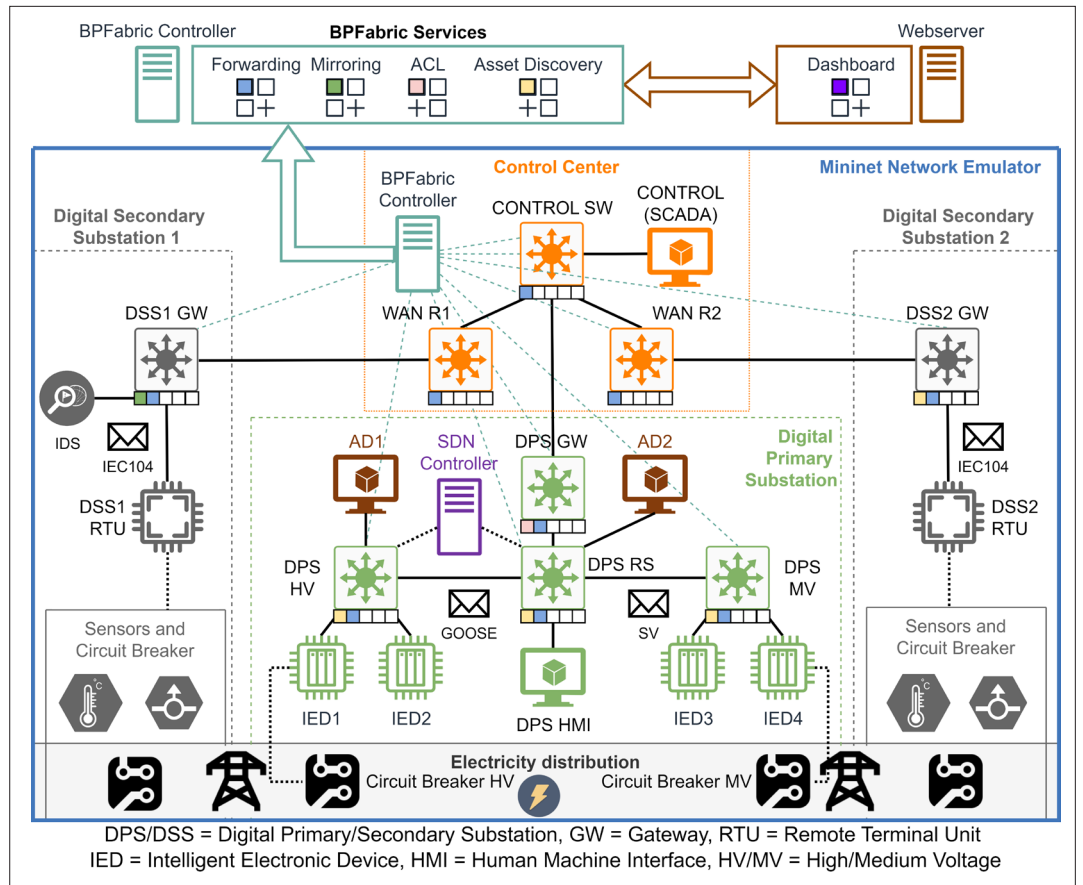 BPFabric Controller
BPFabric Services
Webserver
Forwarding
Mirroring
ACL
Asset Discovery
Dashboard
Control Center
Mininet Network Emulator
BPFabric
Controller
CONTROL SW
CONTROL
(SCADA)
Digital Secondary
Substation 1
Digital Secondary
Substation 2
DSS1 GW
WAN R1
WAN R2
DSS2 GW
IDS
IEC104
IEC104
AD1
SDN
Controller
DPS GW
AD2
Digital
Primary
Substation
DSS1
RTU
DSS2
RTU
DPS
HV
DPS RS
DPS
MV
GOOSE
SV
Sensors and
Circuit Breaker
Sensors and
Circuit Breaker
°C
°C
IED1
IED2
DPS HMI
IED3
IED4
Electricity distribution
Circuit Breaker HV
Circuit Breaker MV
DPS/DSS = Digital Primary/Secondary Substation, GW = Gateway, RTU = Remote Terminal Unit
IED = Intelligent Electronic Device, HMI = Human Machine Interface, HV/MV = High/Medium Voltage